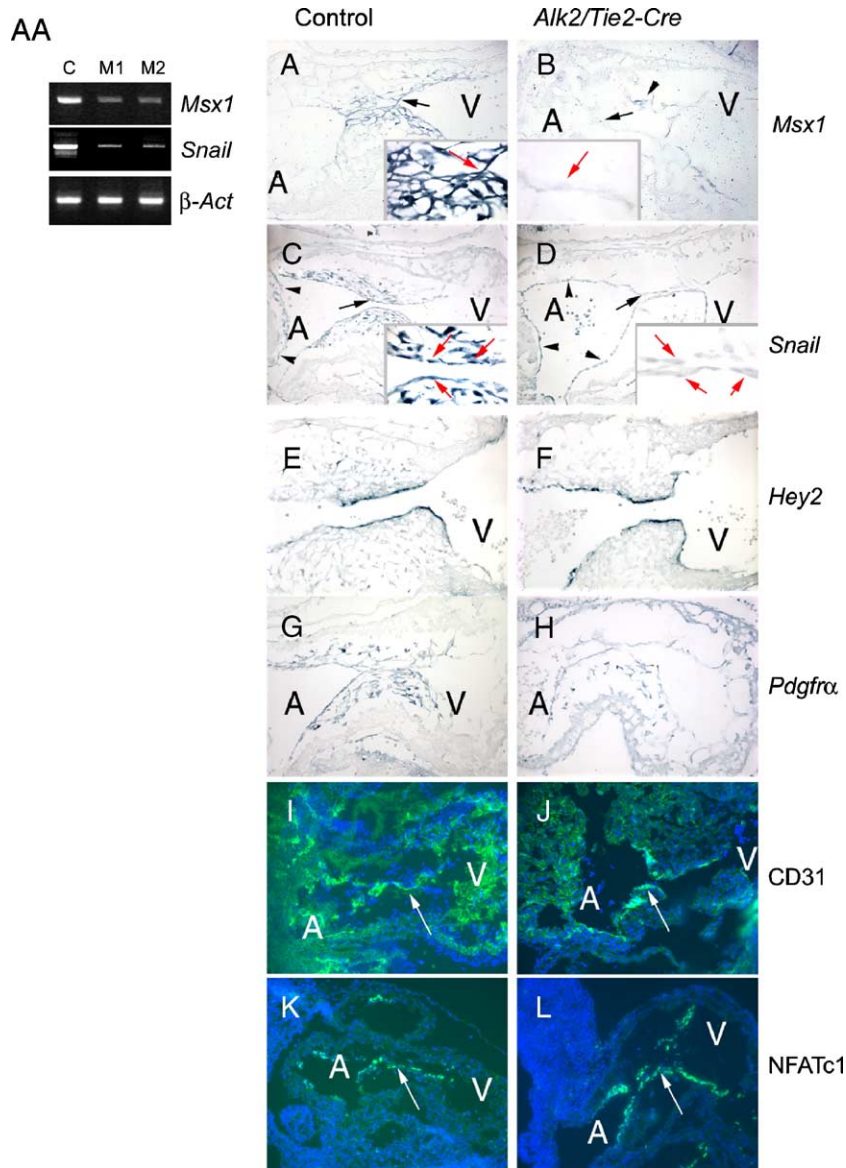 Control Alk2/Tie2-Cre
AA
C M1 M2
Msx1
Snail
β-Act
A V A
B A V
Msx1
C A V
D A V
Snail
E V
F V
Hey2
G A V
H A
Pdgfrα
I A V
J A V
CD31
K A V
L A V
NFATc1